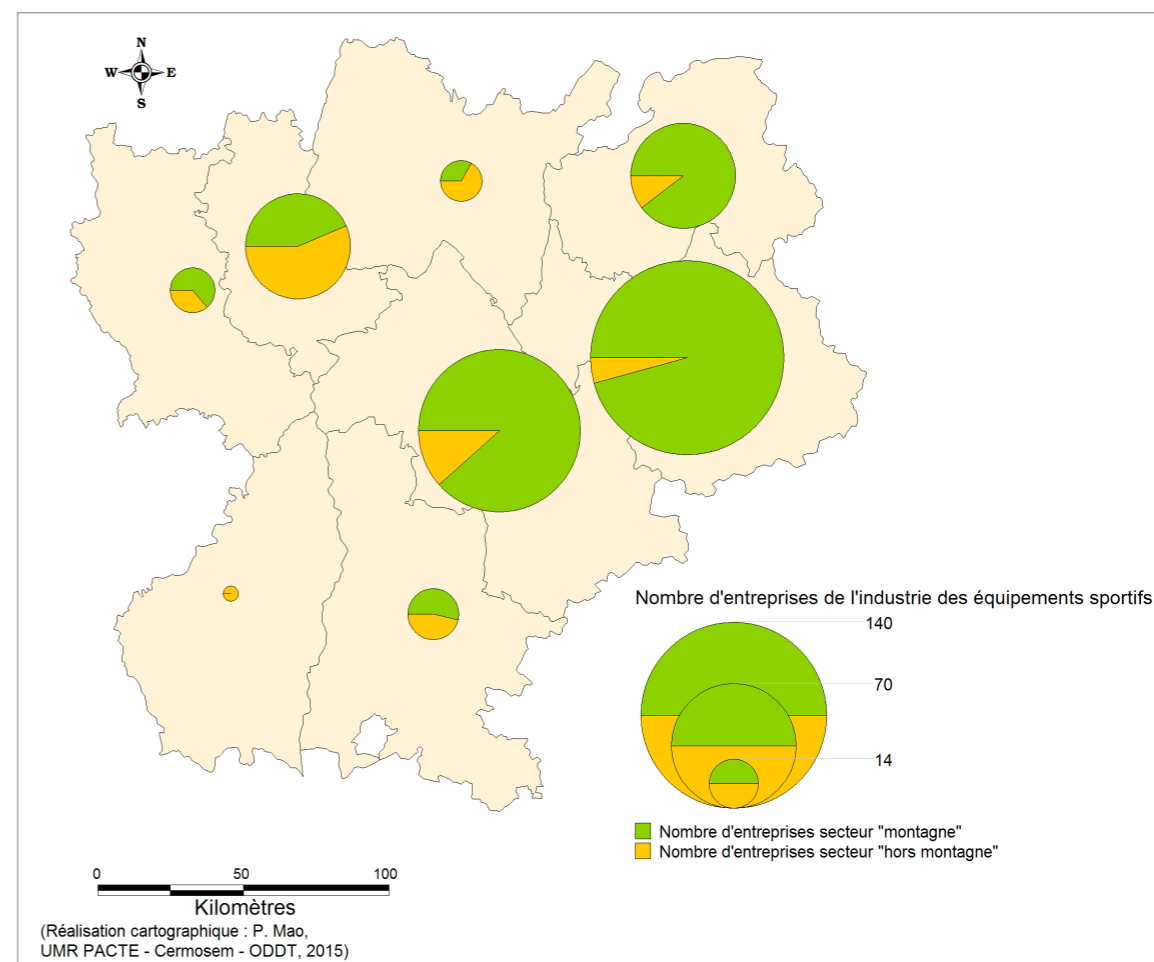 N
W E
S
Nombre d'entreprises de l'industrie des équipements sportifs
140
70
14
Nombre d'entreprises secteur "montagne"
Nombre d'entreprises secteur "hors montagne"
0 50 100
Kilomètres
(Réalisation cartographique : P. Mao,
UMR PACTE - Cermosem - ODDT, 2015)